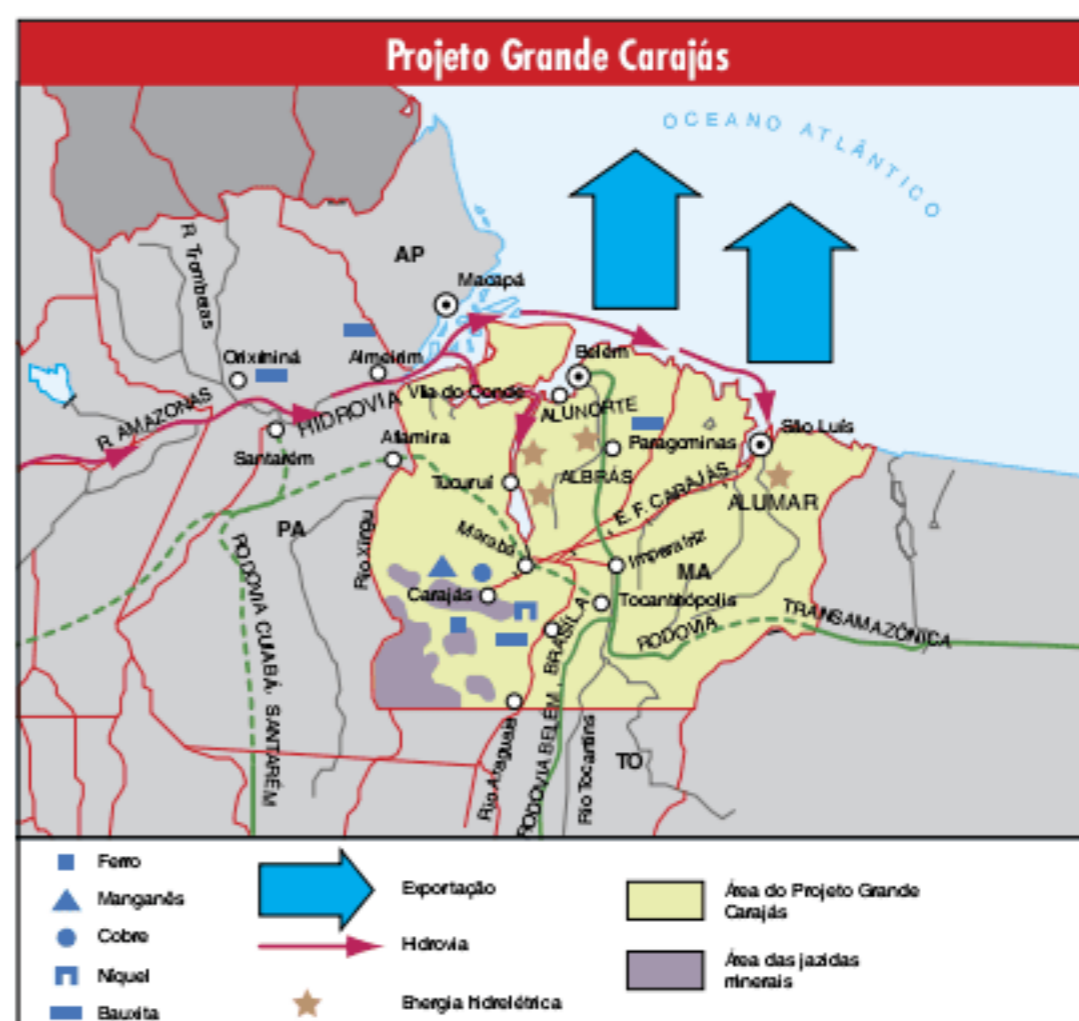 Projeto Grande Carajás
OCEANO ATLÂNTICO
R. Trombetas
AP
Macapá
Oriximiná
Almeirim
Belém
Vila do Conde
R. AMAZONAS
HIDROVIA
ALUNORTE
Altamira
Paragominas
São Luís
Santarém
Tucuruí
ALBRÁS
E. F. CARAJÁS
ALUMAR
PA
Rio Xingu
Marabá
Imperatriz
MA
Carajás
Tocantinópolis
RODOVIA
TRANSAMAZÔNICA
RODOVIA CUIABÁ, SANTARÉM
Rio Araguaia
RODOVIA BELÉM, BRASÍLA
Rio Tocantins
TO
Ferro
Manganês
Cobre
Níquel
Bauxita
Exportação
Hidrovia
Energia hidrelétrica
Área do Projeto Grande
Carajás
Área das jazidas
minerais